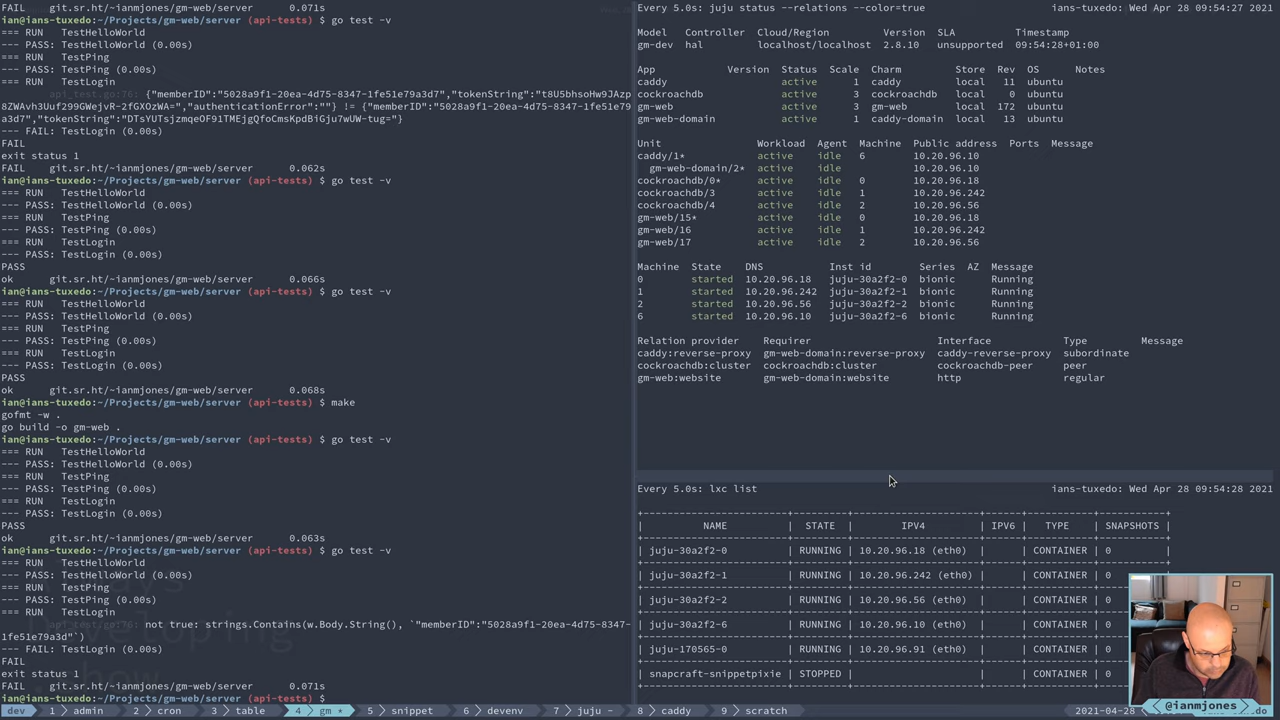 FAIL    git.sr.ht/~ianmjones/gm-web/server      0.071s
ian@ians-tuxedo:~/Projects/gm-web/server (api-tests) $ go test -v
=== RUN   TestHelloWorld
--- PASS: TestHelloWorld (0.00s)
=== RUN   TestPing
--- PASS: TestPing (0.00s)
=== RUN   TestLogin
    api_test.go:76: {"memberID":"5028a9f1-20ea-4d75-8347-1fe51e79a3d7","tokenString":"t8U5bhsoHw9JAzp
8ZWAvh3Uuf299GWejvR-2fGXOzWA=","authenticationError":""} != {"memberID":"5028a9f1-20ea-4d75-8347-1fe51e79
a3d7","tokenString":"DTsYUTsjzmqeOF91TMEjgQfoCmsKpdBiGju7wUW-tug="}
--- FAIL: TestLogin (0.00s)
FAIL
exit status 1
FAIL    git.sr.ht/~ianmjones/gm-web/server      0.062s
ian@ians-tuxedo:~/Projects/gm-web/server (api-tests) $ go test -v
=== RUN   TestHelloWorld
--- PASS: TestHelloWorld (0.00s)
=== RUN   TestPing
--- PASS: TestPing (0.00s)
=== RUN   TestLogin
--- PASS: TestLogin (0.00s)
PASS
ok      git.sr.ht/~ianmjones/gm-web/server      0.066s
ian@ians-tuxedo:~/Projects/gm-web/server (api-tests) $ go test -v
=== RUN   TestHelloWorld
--- PASS: TestHelloWorld (0.00s)
=== RUN   TestPing
--- PASS: TestPing (0.00s)
=== RUN   TestLogin
--- PASS: TestLogin (0.00s)
PASS
ok      git.sr.ht/~ianmjones/gm-web/server      0.068s
ian@ians-tuxedo:~/Projects/gm-web/server (api-tests) $ make
gofmt -w .
go build -o gm-web .
ian@ians-tuxedo:~/Projects/gm-web/server (api-tests) $ go test -v
=== RUN   TestHelloWorld
--- PASS: TestHelloWorld (0.00s)
=== RUN   TestPing
--- PASS: TestPing (0.00s)
=== RUN   TestLogin
--- PASS: TestLogin (0.00s)
PASS
ok      git.sr.ht/~ianmjones/gm-web/server      0.063s
ian@ians-tuxedo:~/Projects/gm-web/server (api-tests) $ go test -v
=== RUN   TestHelloWorld
--- PASS: TestHelloWorld (0.00s)
=== RUN   TestPing
--- PASS: TestPing (0.00s)
=== RUN   TestLogin
    api_test.go:76: not true: strings.Contains(w.Body.String(), `"memberID":"5028a9f1-20ea-4d75-8347-
1fe51e79a3d"`)
--- FAIL: TestLogin (0.00s)
FAIL
exit status 1
FAIL    git.sr.ht/~ianmjones/gm-web/server      0.071s
ian@ians-tuxedo:~/Projects/gm-web/server (api-tests) $
Every 5.0s: juju status --relations --color=true    ians-tuxedo: Wed Apr 28 09:54:27 2021
Model   Controller  Cloud/Region         Version  SLA          Timestamp
gm-dev  hal         localhost/localhost  2.8.10   unsupported  09:54:28+01:00
App            Version  Status  Scale  Charm         Store  Rev  OS      Notes
caddy                   active      1  caddy         local   11  ubuntu
cockroachdb             active      3  cockroachdb   local    0  ubuntu
gm-web                  active      3  gm-web        local  172  ubuntu
gm-web-domain           active      1  caddy-domain  local   13  ubuntu
Unit                Workload  Agent  Machine  Public address  Ports  Message
caddy/1*            active    idle   6        10.20.96.10
  gm-web-domain/2*  active    idle            10.20.96.10
cockroachdb/0*      active    idle   0        10.20.96.18
cockroachdb/3       active    idle   1        10.20.96.242
cockroachdb/4       active    idle   2        10.20.96.56
gm-web/15*          active    idle   0        10.20.96.18
gm-web/16           active    idle   1        10.20.96.242
gm-web/17           active    idle   2        10.20.96.56
Machine  State    DNS           Inst id        Series  AZ  Message
0        started  10.20.96.18   juju-30a2f2-0  bionic      Running
1        started  10.20.96.242  juju-30a2f2-1  bionic      Running
2        started  10.20.96.56   juju-30a2f2-2  bionic      Running
6        started  10.20.96.10   juju-30a2f2-6  bionic      Running
Relation provider    Requirer                     Interface            Type         Message
caddy:reverse-proxy  gm-web-domain:reverse-proxy  caddy-reverse-proxy  subordinate
cockroachdb:cluster  cockroachdb:cluster          cockroachdb-peer     peer
gm-web:website       gm-web-domain:website        http                 regular
Every 5.0s: lxc list    ians-tuxedo: Wed Apr 28 09:54:28 2021
| NAME | STATE | IPV4 | IPV6 | TYPE | SNAPSHOTS |
| juju-30a2f2-0 | RUNNING | 10.20.96.18 (eth0) | | CONTAINER | 0 |
| juju-30a2f2-1 | RUNNING | 10.20.96.242 (eth0) | | CONTAINER | 0
| juju-30a2f2-2 | RUNNING | 10.20.96.56 (eth0) | | CONTAINER | 0
| juju-30a2f2-6 | RUNNING | 10.20.96.10 (eth0) | | CONTAINER | 0
| juju-170565-0 | RUNNING | 10.20.96.91 (eth0) | | CONTAINER | 0
| snapcraft-snippetpixie | STOPPED | | | CONTAINER | 0
@ianmjones
dev 1 admin 2 cron 3 table 4 gm * 5 snippet 6 devenv 7 juju - 8 caddy 9 scratch 2021-04-28